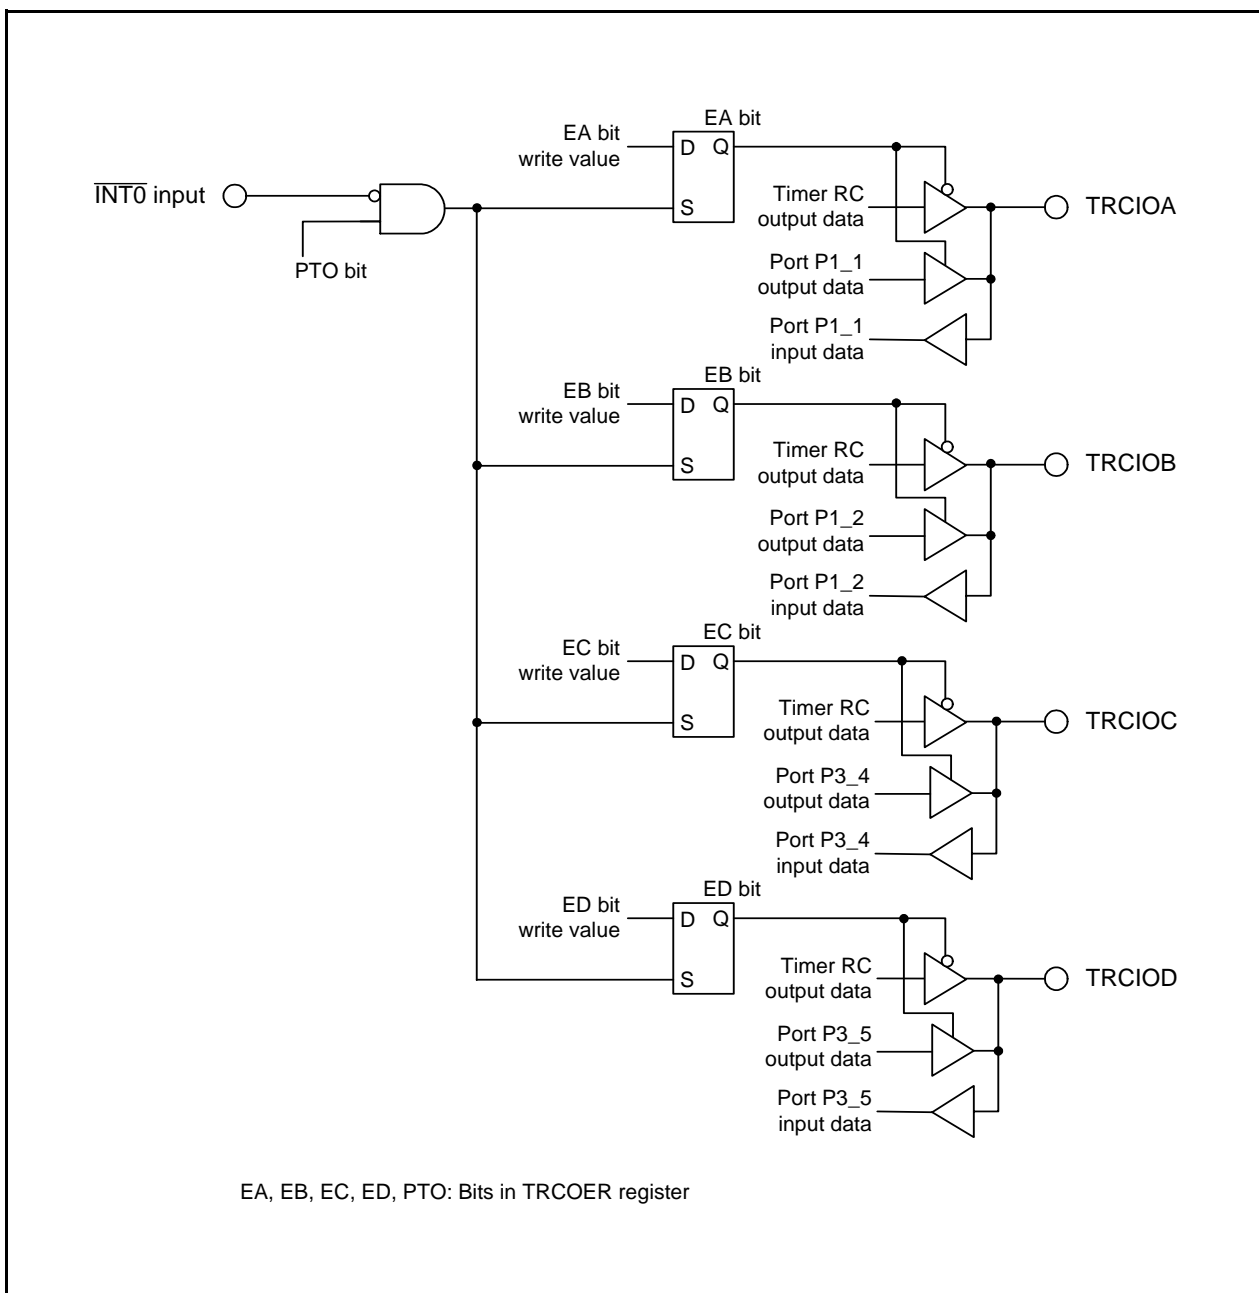 EA bit
EA bit
write value
D Q
S
INT0 input
PTO bit
Timer RC
output data
TRCIOA
Port P1_1
output data
Port P1_1
input data
EB bit
EB bit
write value
D Q
S
Timer RC
output data
TRCIOB
Port P1_2
output data
Port P1_2
input data
EC bit
EC bit
write value
D Q
S
Timer RC
output data
TRCIOC
Port P3_4
output data
Port P3_4
input data
ED bit
ED bit
write value
D Q
S
Timer RC
output data
TRCIOD
Port P3_5
output data
Port P3_5
input data
EA, EB, EC, ED, PTO: Bits in TRCOER register